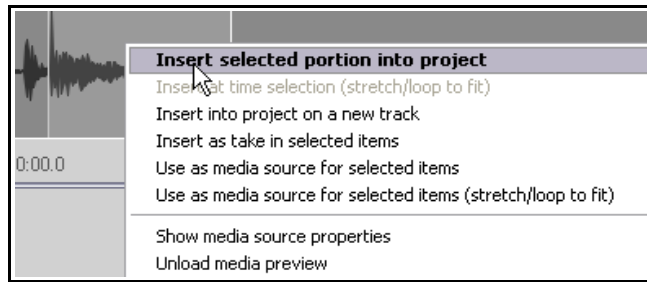 Insert selected portion into project
Insert at time selection (stretch/loop to fit)
Insert into project on a new track
Insert as take in selected items
0:00.0
Use as media source for selected items
Use as media source for selected items (stretch/loop to fit)
Show media source properties
Unload media preview